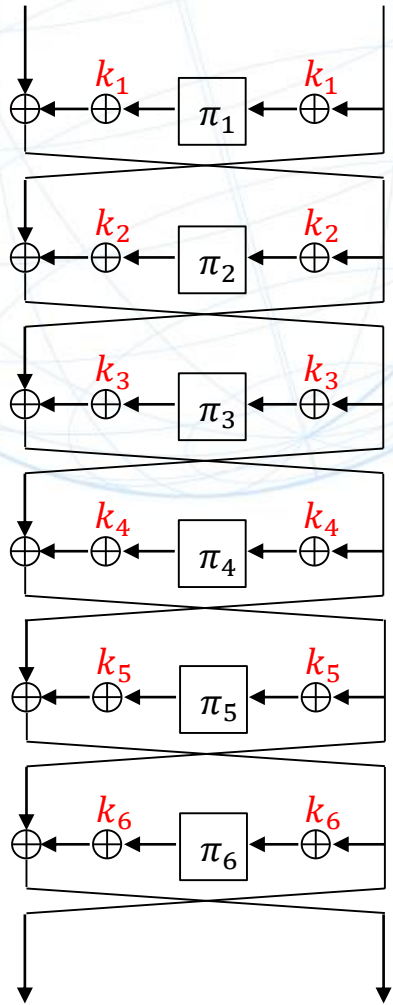 k₁ k₁
π₁
k₂ k₂
π₂
k₃ k₃
π₃
k₄ k₄
π₄
k₅ k₅
π₅
k₆ k₆
π₆